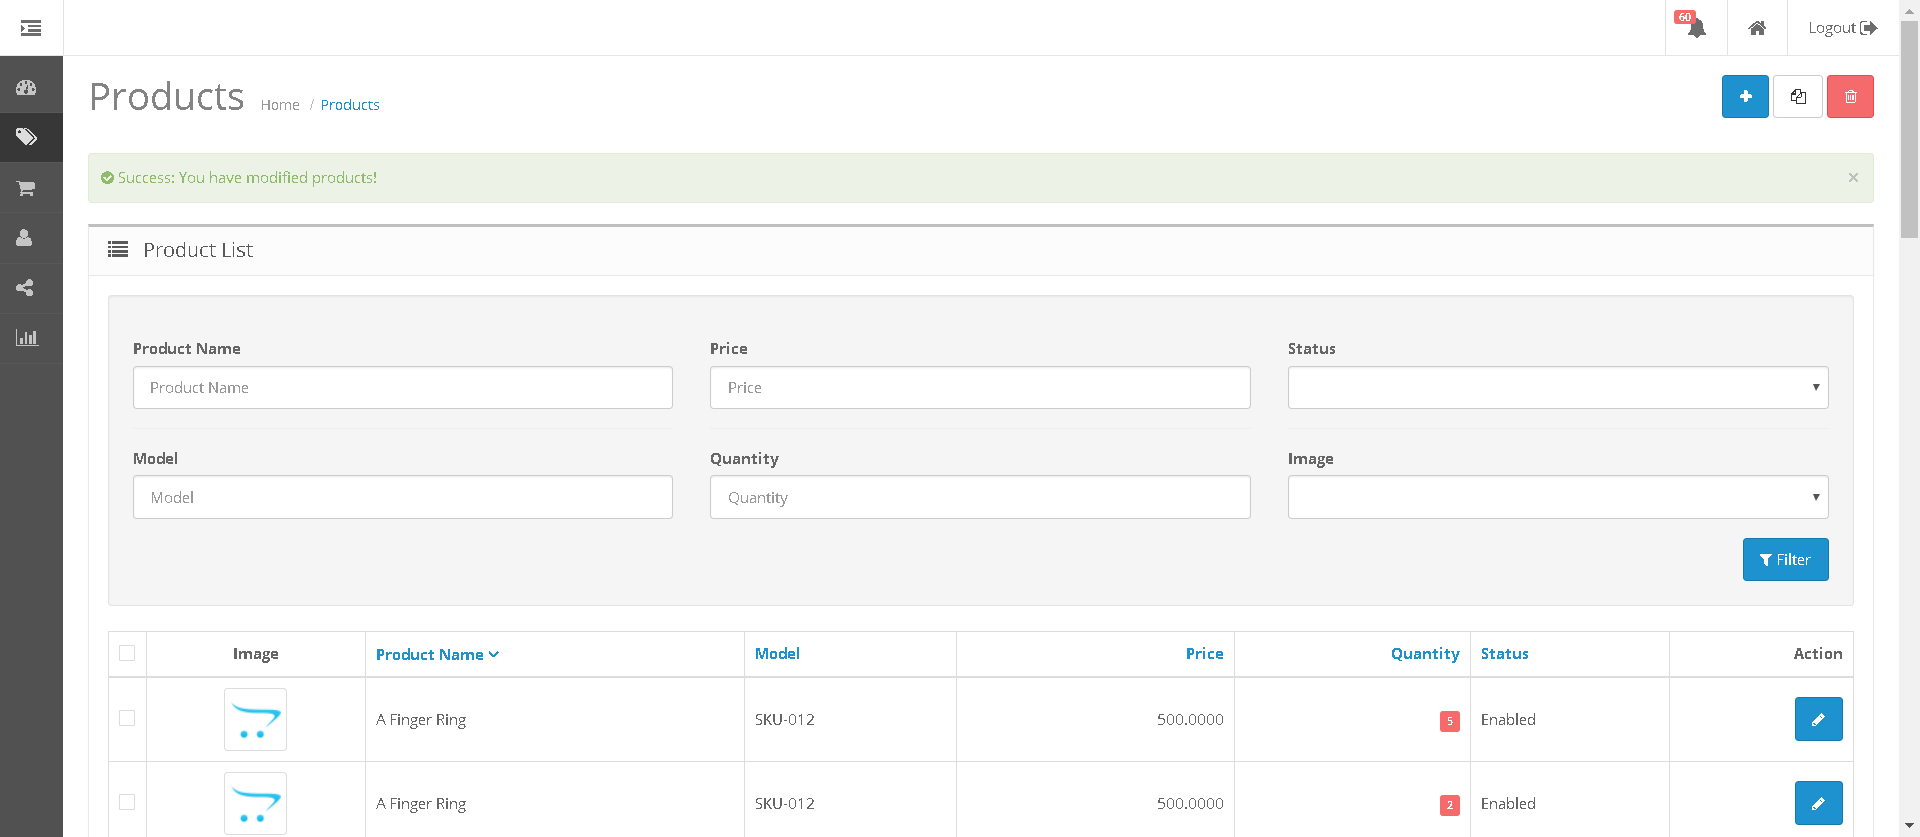 60
Logout
Products Home / Products
Success: You have modified products! ×
Product List
Product Name Price Status
Product Name Price
Model Quantity Image
Model Quantity
Filter
Image Product Name Model Price Quantity Status Action
A Finger Ring SKU-012 500.0000 5 Enabled
A Finger Ring SKU-012 500.0000 2 Enabled